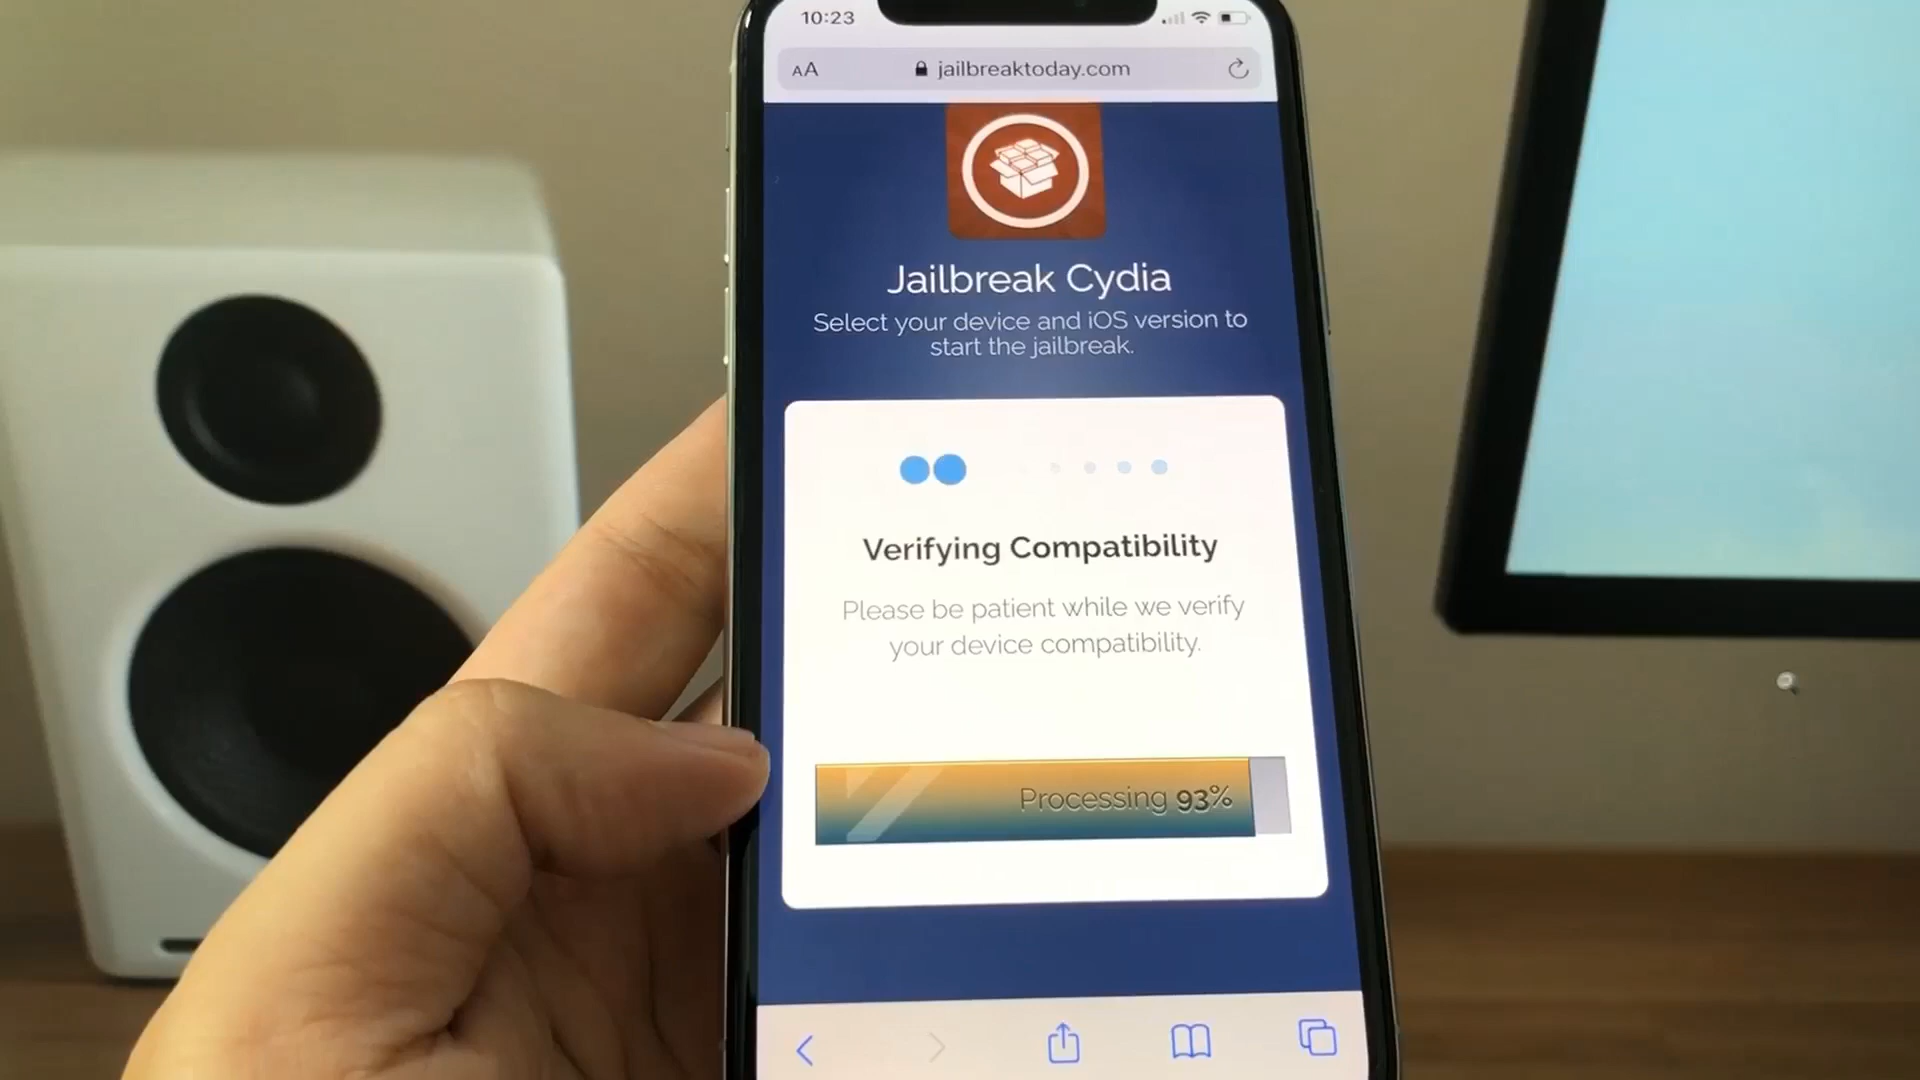 10:23
AA jailbreaktoday.com
Jailbreak Cydia
Select your device and iOS version to
start the jailbreak.
Verifying Compatibility
Please be patient while we verify
your device compatibility.
Processing 93%